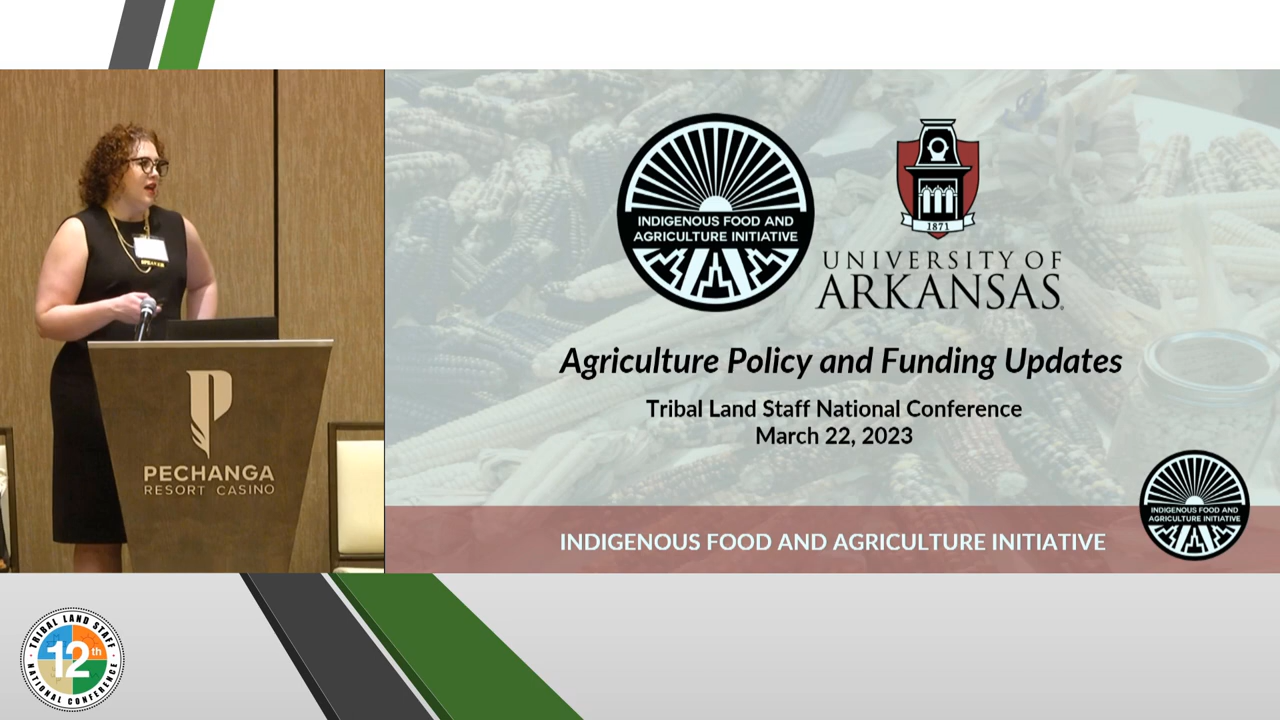 INDIGENOUS FOOD AND
AGRICULTURE INITIATIVE
1871
UNIVERSITY OF
ARKANSAS
Agriculture Policy and Funding Updates
Tribal Land Staff National Conference
March 22, 2023
INDIGENOUS FOOD AND AGRICULTURE INITIATIVE
INDIGENOUS FOOD AND
AGRICULTURE INITIATIVE
P
PECHANGA
RESORT CASINO
TRIBAL LAND STAFF
12th
NATIONAL CONFERENCE